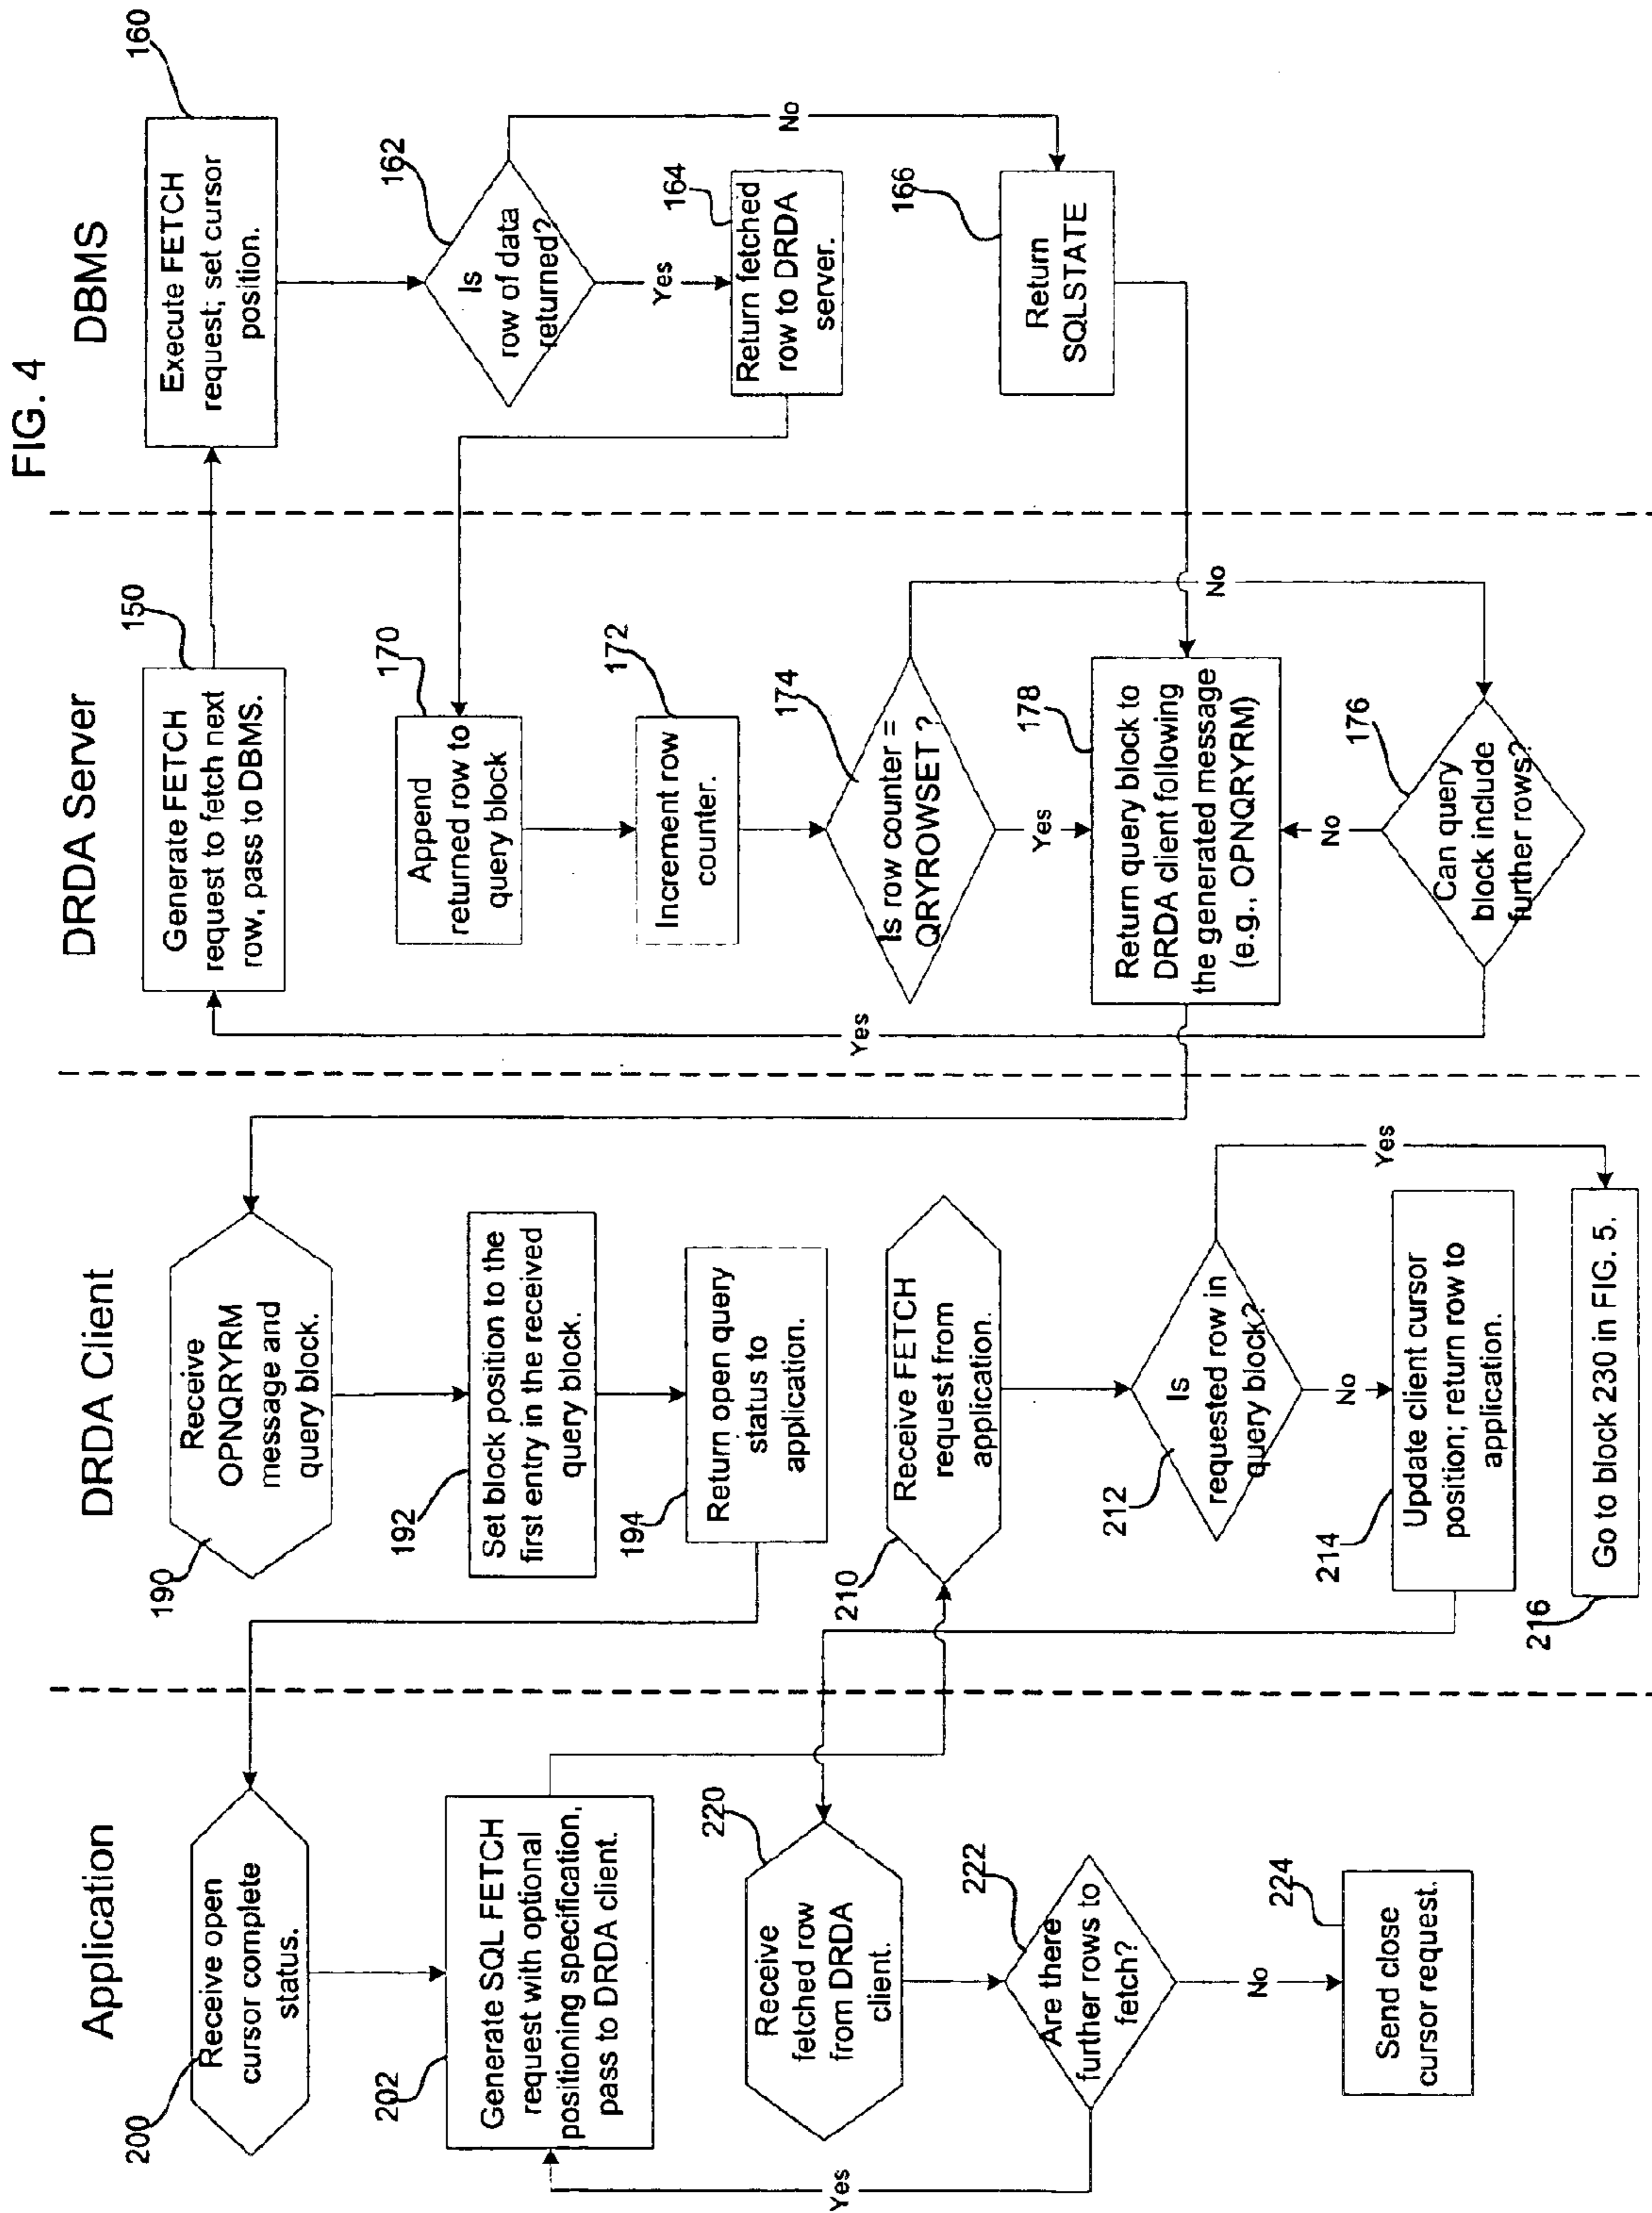 FIG. 4
Application
DRDA Client
DRDA Server
DBMS
200
Receive open
cursor complete
status.
202
Generate SQL FETCH
request with optional
positioning specification,
pass to DRDA client.
220
Receive
fetched row
from DRDA
client.
222
Are there
further rows to
fetch?
Yes
No
224
Send close
cursor request.
190
Receive
OPNQRYRM
message and
query block.
192
Set block position to the
first entry in the received
query block.
194
Return open query
status to
application.
210
Receive FETCH
request from
application.
212
Is
requested row in
query block?
Yes
No
214
Update client cursor
position; return row to
application.
216
Go to block 230 in FIG. 5.
150
Generate FETCH
request to fetch next
row, pass to DBMS.
170
Append
returned row to
query block
172
Increment row
counter.
174
Is row counter =
QRYROWSET ?
Yes
No
178
Return query block to
DRDA client following
the generated message
(e.g., OPNQRYRM)
No
176
Can query
block include
further rows?
Yes
160
Execute FETCH
request; set cursor
position.
162
Is
row of data
returned?
Yes
No
164
Return fetched
row to DRDA
server.
166
Return
SQLSTATE